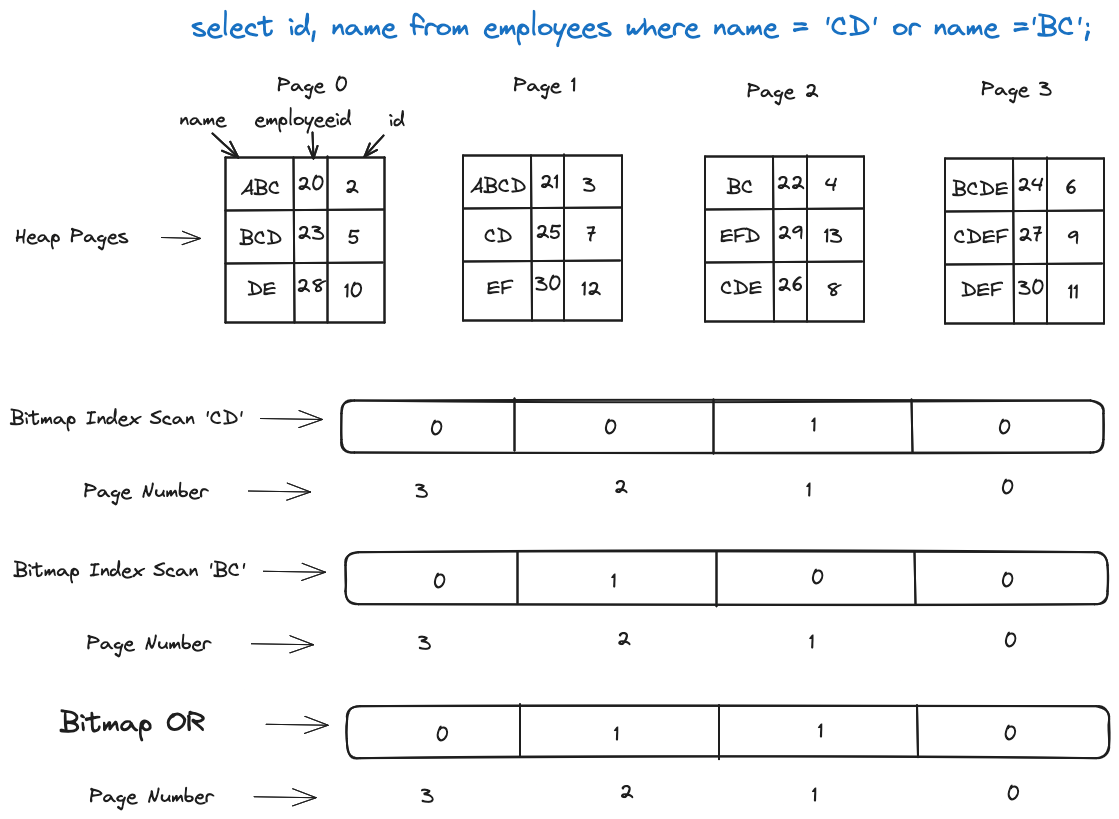 select id, name from employees where name = 'CD' or name ='BC';
Page 0 Page 1 Page 2 Page 3
name employeeid id
Heap Pages
ABC 20 2
BCD 23 5
DE 28 10
ABCD 21 3
CD 25 7
EF 30 12
BC 22 4
EFD 29 13
CDE 26 8
BCDE 24 6
CDEF 27 9
DEF 30 11
Bitmap Index Scan 'CD' 0 0 1 0
Page Number 3 2 1 0
Bitmap Index Scan 'BC' 0 1 0 0
Page Number 3 2 1 0
Bitmap OR 0 1 1 0
Page Number 3 2 1 0